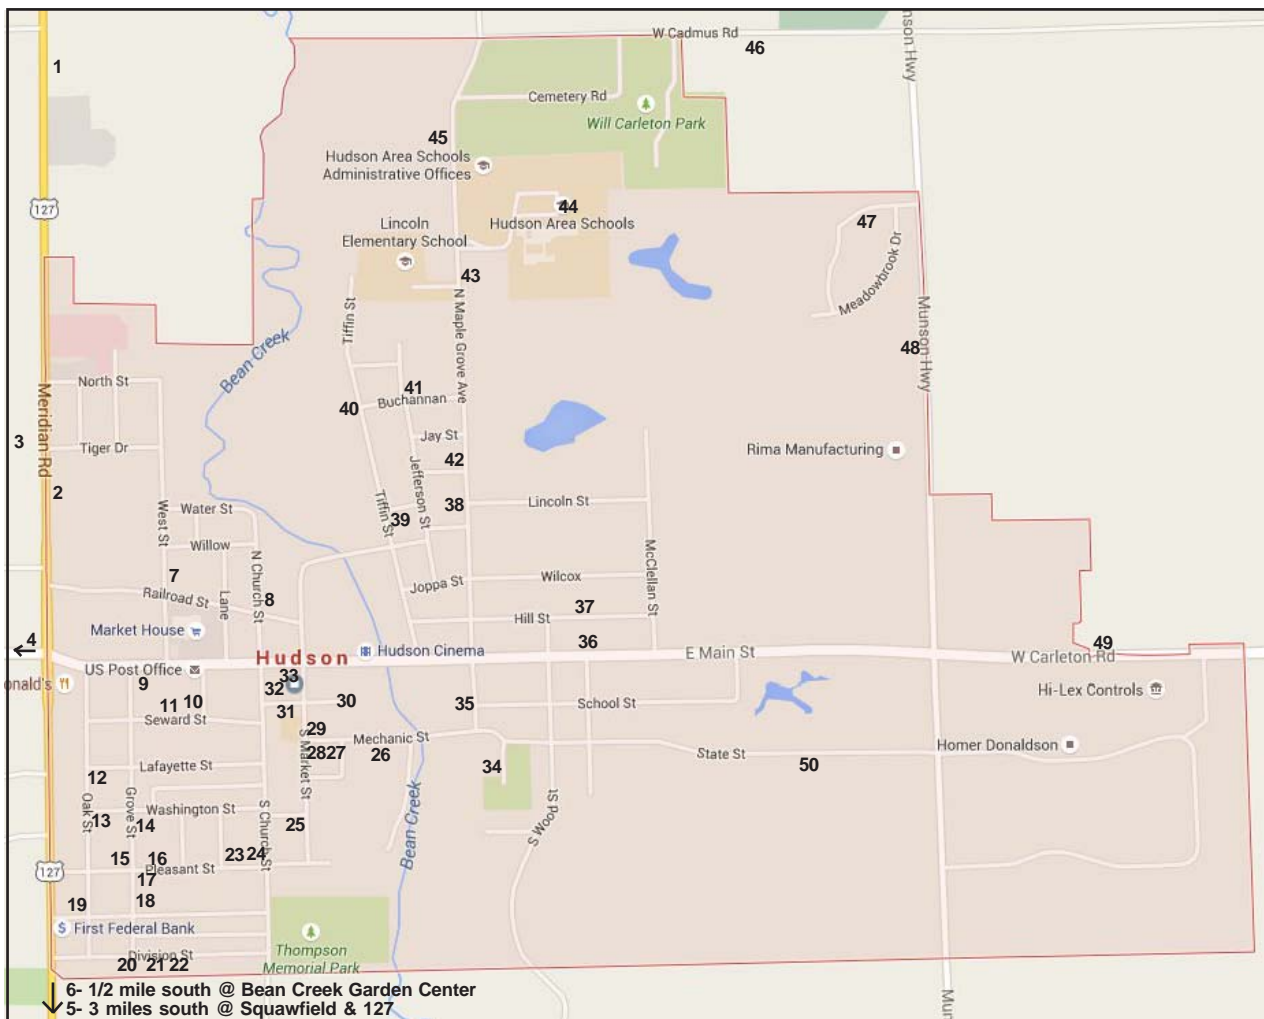 W Cadmus Rd
46
nson Hwy
1
Cemetery Rd
Will Carleton Park
45
Hudson Area Schools
Administrative Offices
127
44
Hudson Area Schools
Lincoln
Elementary School
47
Meadowbrook Dr
43
N Maple Grove Ave
Tiffin St
Bean Creek
48
Munson Hwy
North St
Meridian Rd
41
Buchannan
40
3
Tiger Dr
Jay St
42
Jefferson St
Rima Manufacturing
2
West St
Water St
Tiffin St
39
38
Lincoln St
Willow
N Church St
McClellan St
7
Railroad St
Lane
8
Joppa St
Wilcox
37
Hill St
Market House
4
Hudson
Hudson Cinema
36
E Main St
49
W Carleton Rd
US Post Office
onald's
9
33
32
10
11
30
31
35
School St
Hi-Lex Controls
Seward St
29
S Market St
Mechanic St
28
27
26
34
State St
50
Homer Donaldson
Lafayette St
12
Oak St
Grove St
Washington St
13
14
S Church St
25
Bean Creek
S Wood St
15
16
23
24
Pleasant St
127
17
18
19
$
First Federal Bank
Division St
20
21
22
Thompson
Memorial Park
6- 1/2 mile south @ Bean Creek Garden Center
5- 3 miles south @ Squawfield & 127
Mun